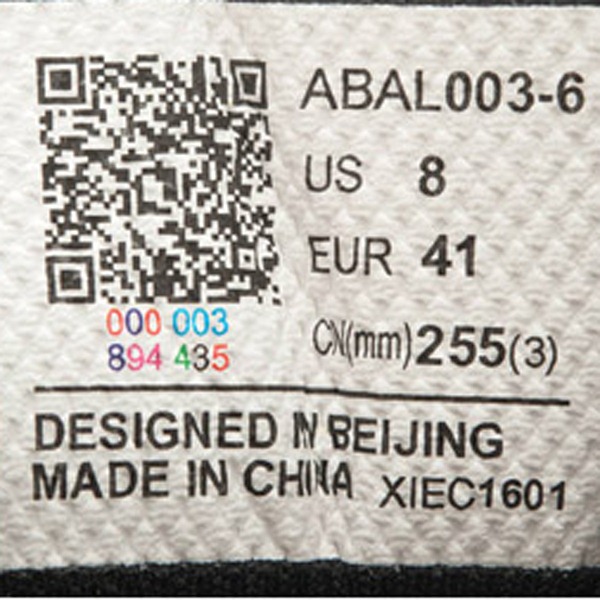 ABAL003-6
US 8
EUR 41
CN(mm)255(3)
000 003
894 435
DESIGNED IN BEIJING
MADE IN CHINA XIEC1601